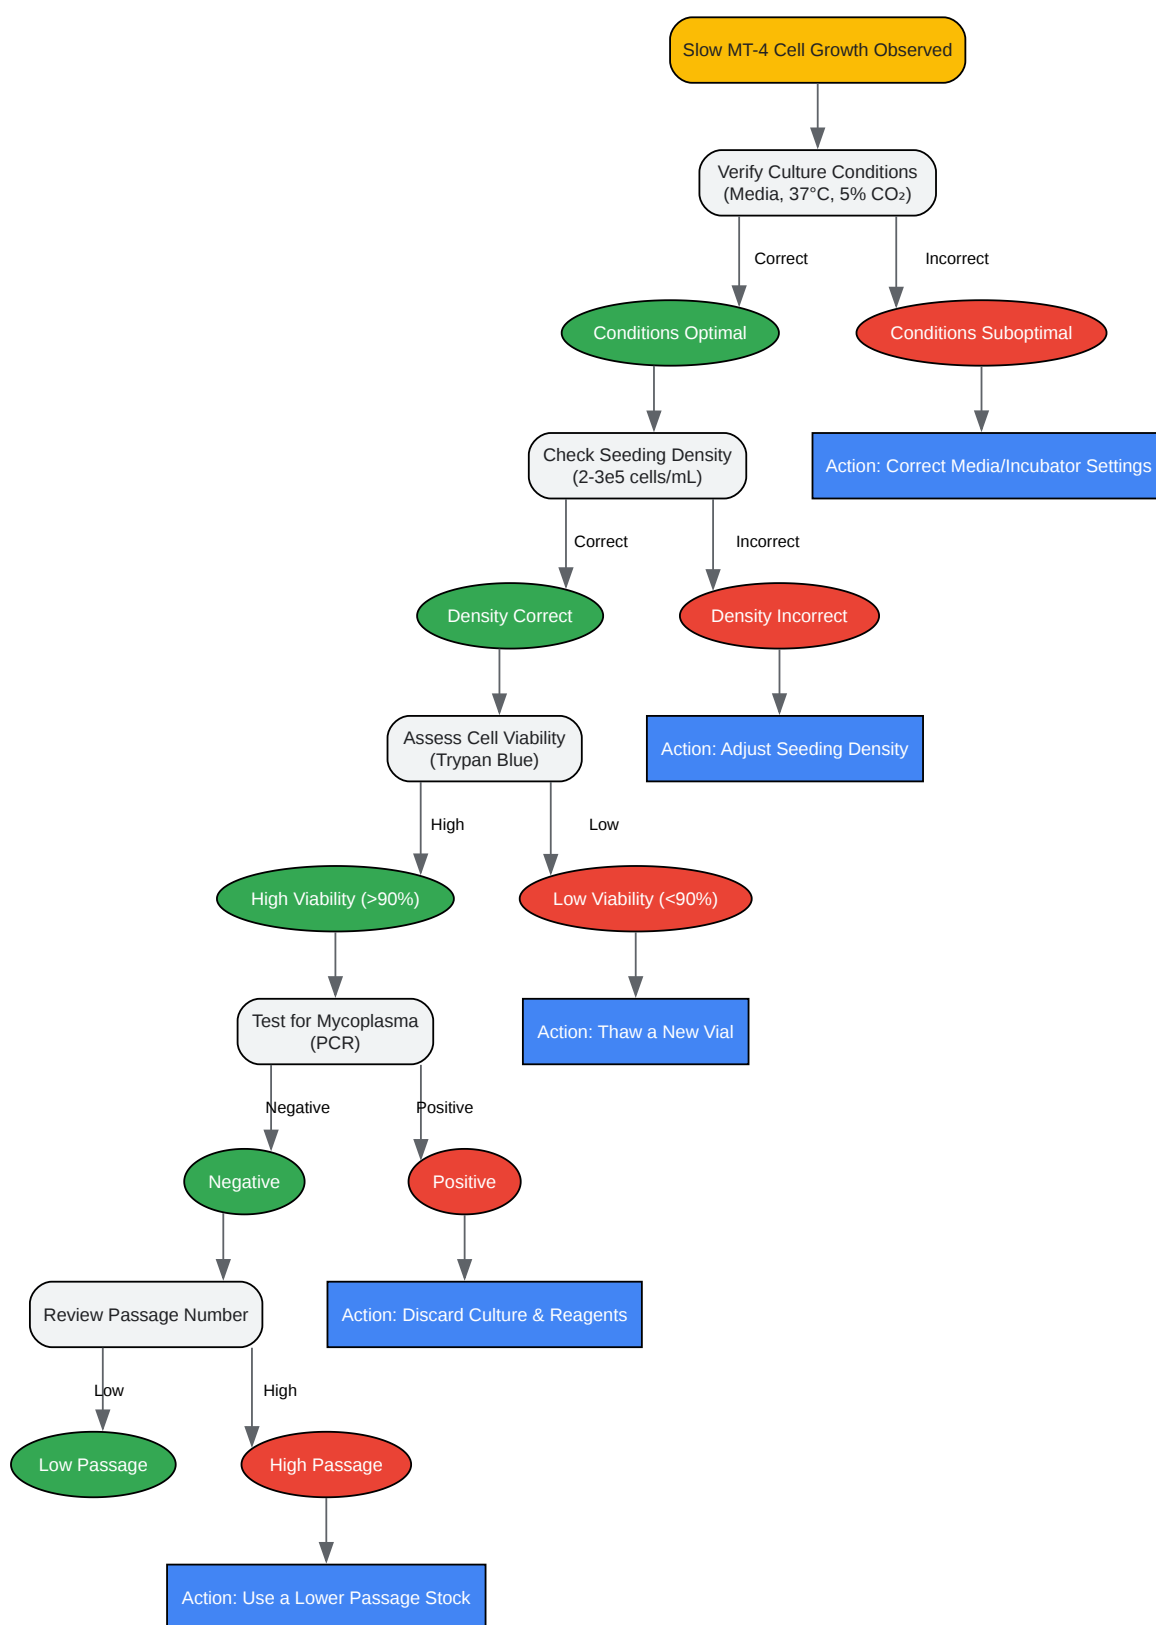 Slow MT-4 Cell Growth Observed
Verify Culture Conditions
(Media, 37°C, 5% CO₂)
Correct
Incorrect
Conditions Optimal
Conditions Suboptimal
Check Seeding Density
(2-3e5 cells/mL)
Action: Correct Media/Incubator Settings
Correct
Incorrect
Density Correct
Density Incorrect
Assess Cell Viability
(Trypan Blue)
Action: Adjust Seeding Density
High
Low
High Viability (>90%)
Low Viability (<90%)
Test for Mycoplasma
(PCR)
Action: Thaw a New Vial
Negative
Positive
Negative
Positive
Review Passage Number
Action: Discard Culture & Reagents
Low
High
Low Passage
High Passage
Action: Use a Lower Passage Stock